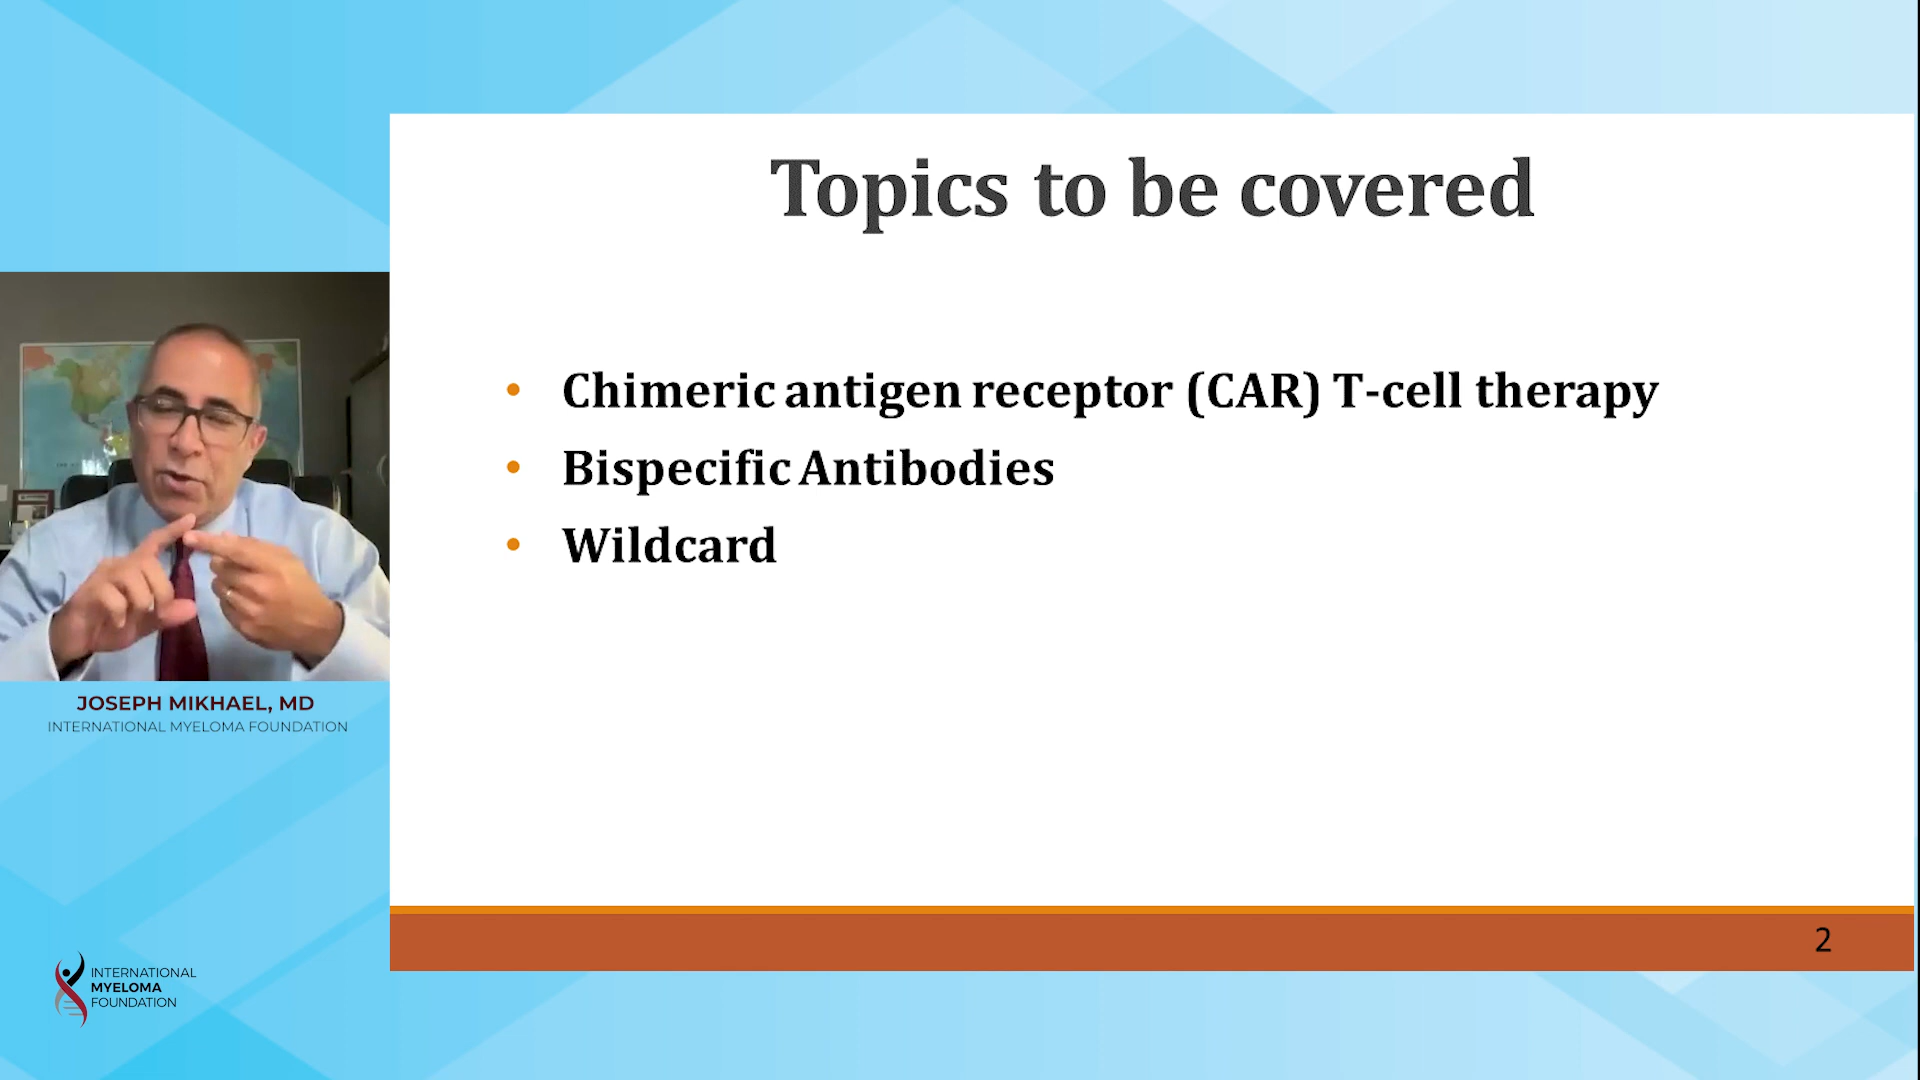 Topics to be covered
• Chimeric antigen receptor (CAR) T-cell therapy
• Bispecific Antibodies
• Wildcard
2
JOSEPH MIKHAEL, MD
INTERNATIONAL MYELOMA FOUNDATION
INTERNATIONAL
MYELOMA
FOUNDATION